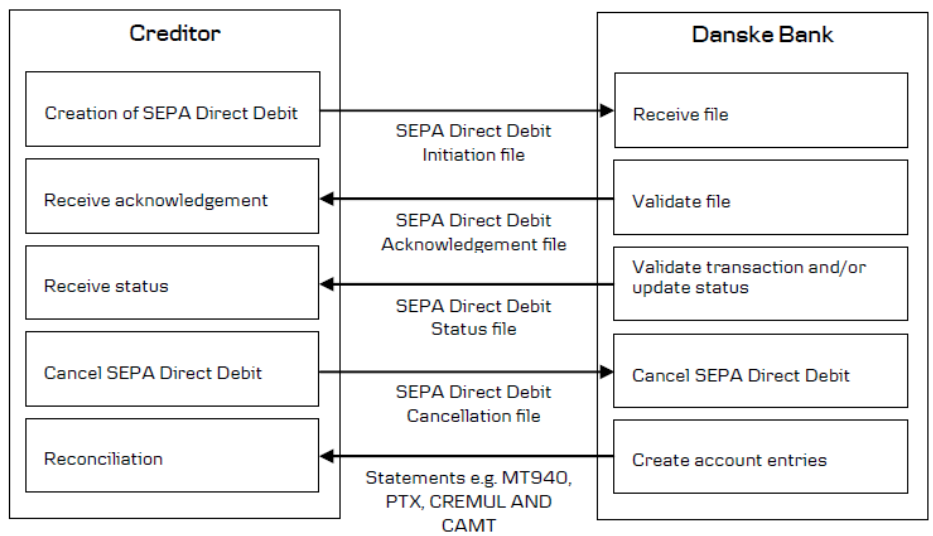 Creditor
Danske Bank
Creation of SEPA Direct Debit
SEPA Direct Debit
Initiation file
Receive file
Receive acknowledgement
SEPA Direct Debit
Acknowledgement file
Validate file
Receive status
SEPA Direct Debit
Status file
Validate transaction and/or
update status
Cancel SEPA Direct Debit
SEPA Direct Debit
Cancellation file
Cancel SEPA Direct Debit
Reconciliation
Statements e.g. MT940,
PTX, CREMUL AND
CAMT
Create account entries